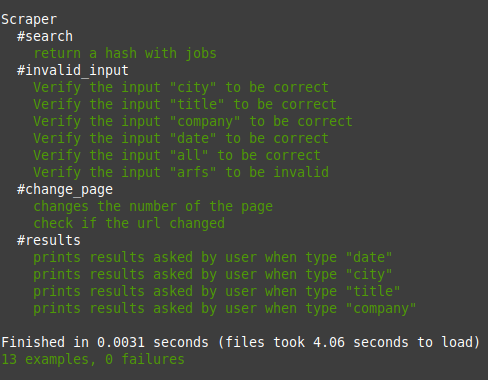 Scraper
#search
return a hash with jobs
#invalid_input
Verify the input "city" to be correct
Verify the input "title" to be correct
Verify the input "company" to be correct
Verify the input "date" to be correct
Verify the input "all" to be correct
Verify the input "arfs" to be invalid
#change_page
changes the number of the page
check if the url changed
#results
prints results asked by user when type "date"
prints results asked by user when type "city"
prints results asked by user when type "title"
prints results asked by user when type "company"
Finished in 0.0031 seconds (files took 4.06 seconds to load)
13 examples, 0 failures